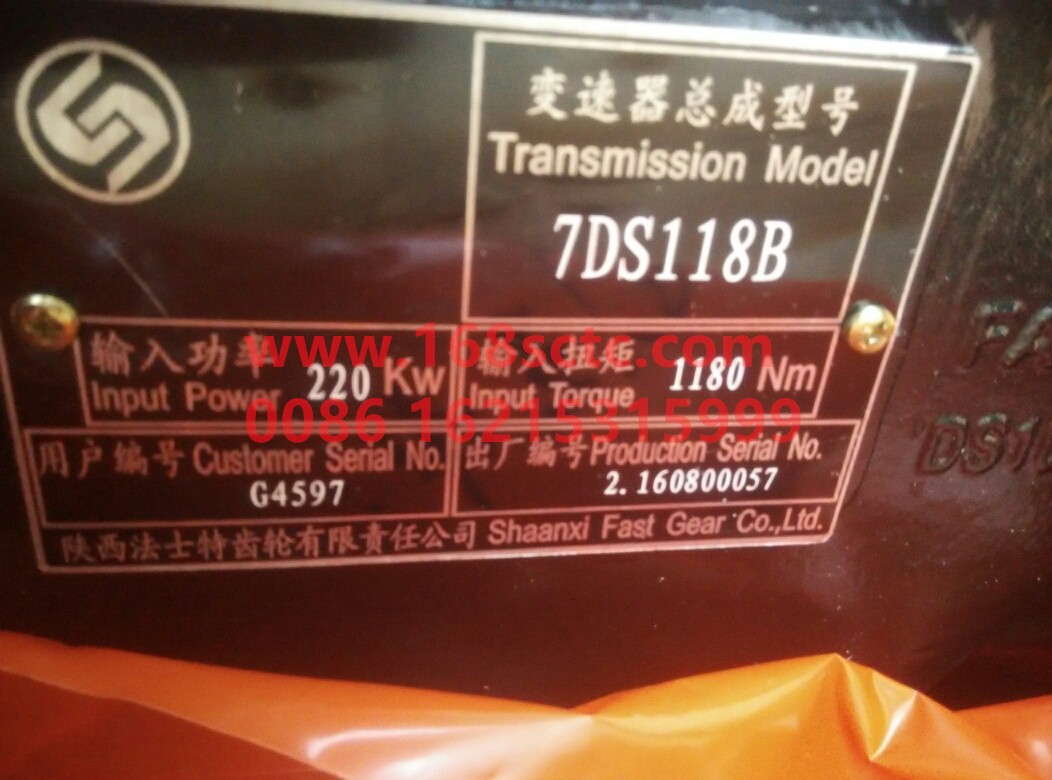 变速器总成型号
Transmission Model
7DS118B
输入功率
Input Power 220 Kw
输入扭矩
Input Torque 1180 Nm
www.168sctc.com
0086 16215315999
用户编号 Customer Serial No.
G4597
出厂编号 Production Serial No.
2.160800057
陕西法士特齿轮有限责任公司 Shaanxi Fast Gear Co.,Ltd.